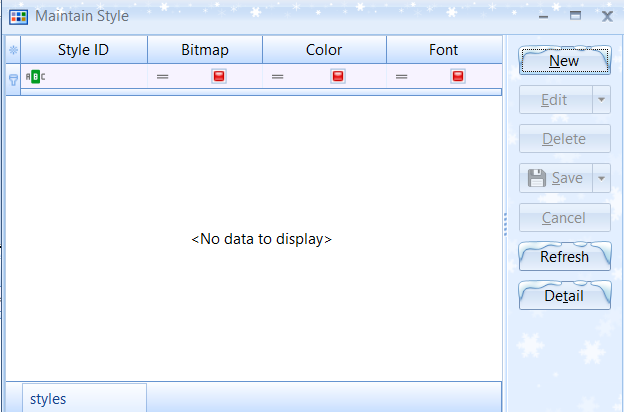 Maintain Style
Style ID Bitmap Color Font
ABC = = =
<No data to display>
styles
New
Edit
Delete
Save
Cancel
Refresh
Detail